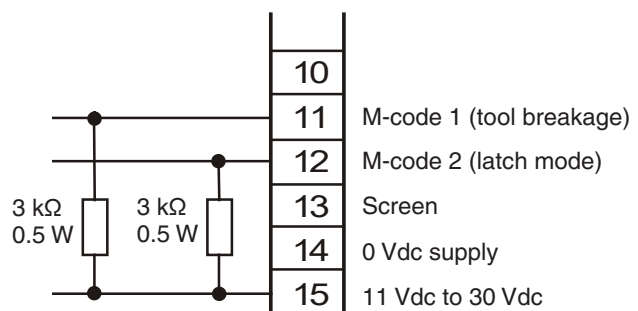 10
11 M-code 1 (tool breakage)
12 M-code 2 (latch mode)
3 kΩ 3 kΩ 13 Screen
0.5 W 0.5 W 14 0 Vdc supply
15 11 Vdc to 30 Vdc